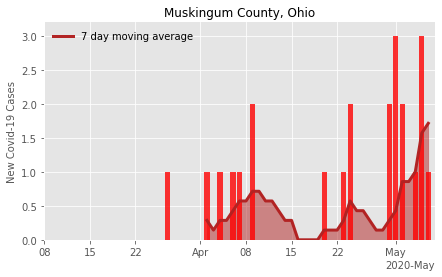 Muskingum County, Ohio
7 day moving average
New Covid-19 Cases
3.0
2.5
2.0
1.5
1.0
0.5
0.0
08 15 22 Apr 08 15 22 May
2020-May